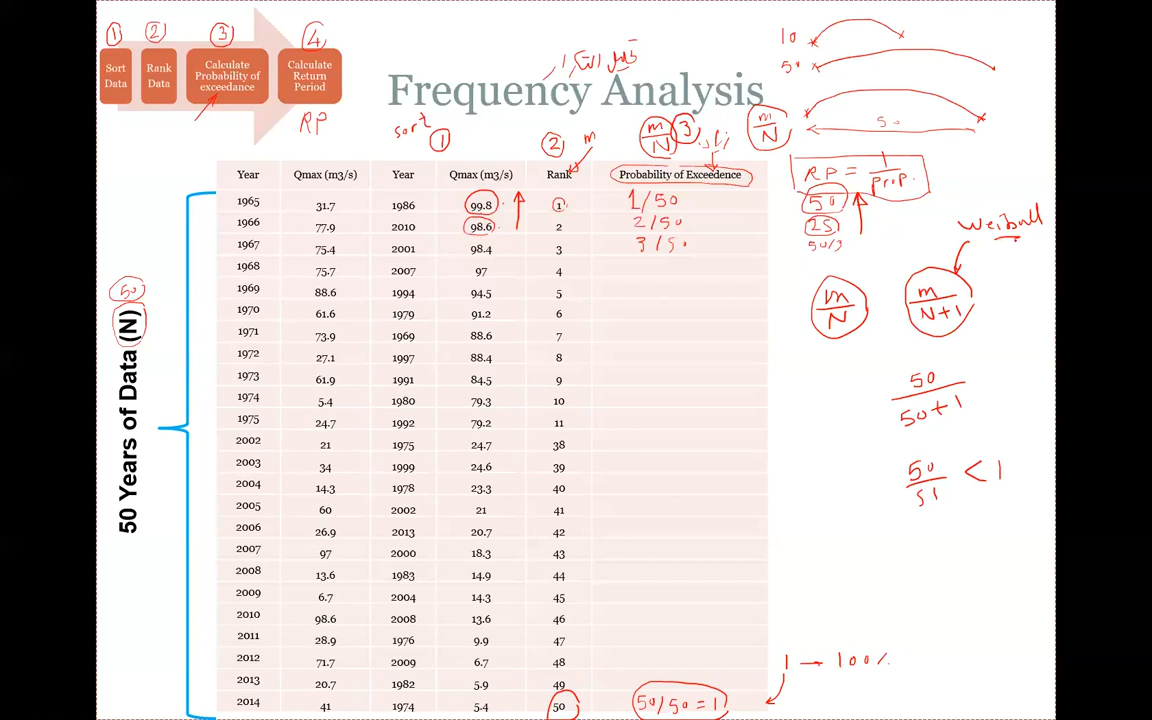 1 2 3 4
Sort Data
Rank Data
Calculate Probability of exceedence
Calculate Return Period
RP
Frequency Analysis
10
50
50
sort 1
2 m
m/N 3
m/N
Year Qmax (m3/s) Year Qmax (m3/s) Rank Probability of Exceedence
1965 31.7 1986 99.8 1 1/50
1966 77.9 2010 98.6 2 2/50
1967 75.4 2001 98.4 3 3/50
1968 75.7 2007 97 4
1969 88.6 1994 94.5 5
1970 61.6 1979 91.2 6
1971 73.9 1969 88.6 7
1972 27.1 1997 88.4 8
1973 61.9 1991 84.5 9
1974 5.4 1980 79.3 10
1975 24.7 1992 79.2 11
2002 21 1975 24.7 38
2003 34 1999 24.6 39
2004 14.3 1978 23.3 40
2005 60 2002 21 41
2006 26.9 2013 20.7 42
2007 97 2000 18.3 43
2008 13.6 1983 14.9 44
2009 6.7 2004 14.3 45
2010 98.6 2008 13.6 46
2011 28.9 1976 9.9 47
2012 71.7 2009 6.7 48
2013 20.7 1982 5.9 49
2014 41 1974 5.4 50 50/50 = 1
50
50 Years of Data (N)
RP = 1/prop.
50
25
50/3
Weibull
m/N
m/N+1
50/50+1
50/51 < 1
1 → 100%